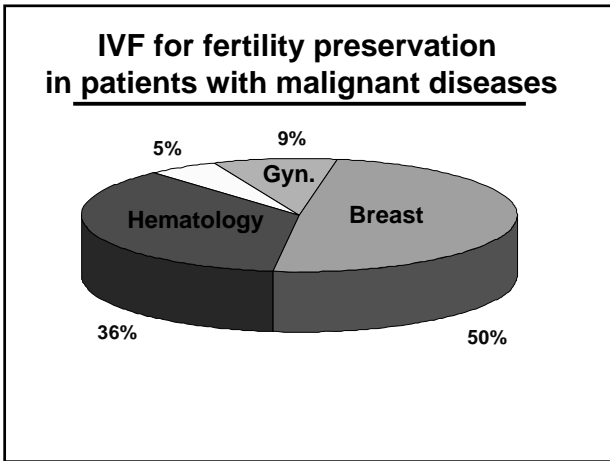 IVF for fertility preservation
in patients with malignant diseases
9%
5%
Gyn.
Hematology
Breast
36%
50%